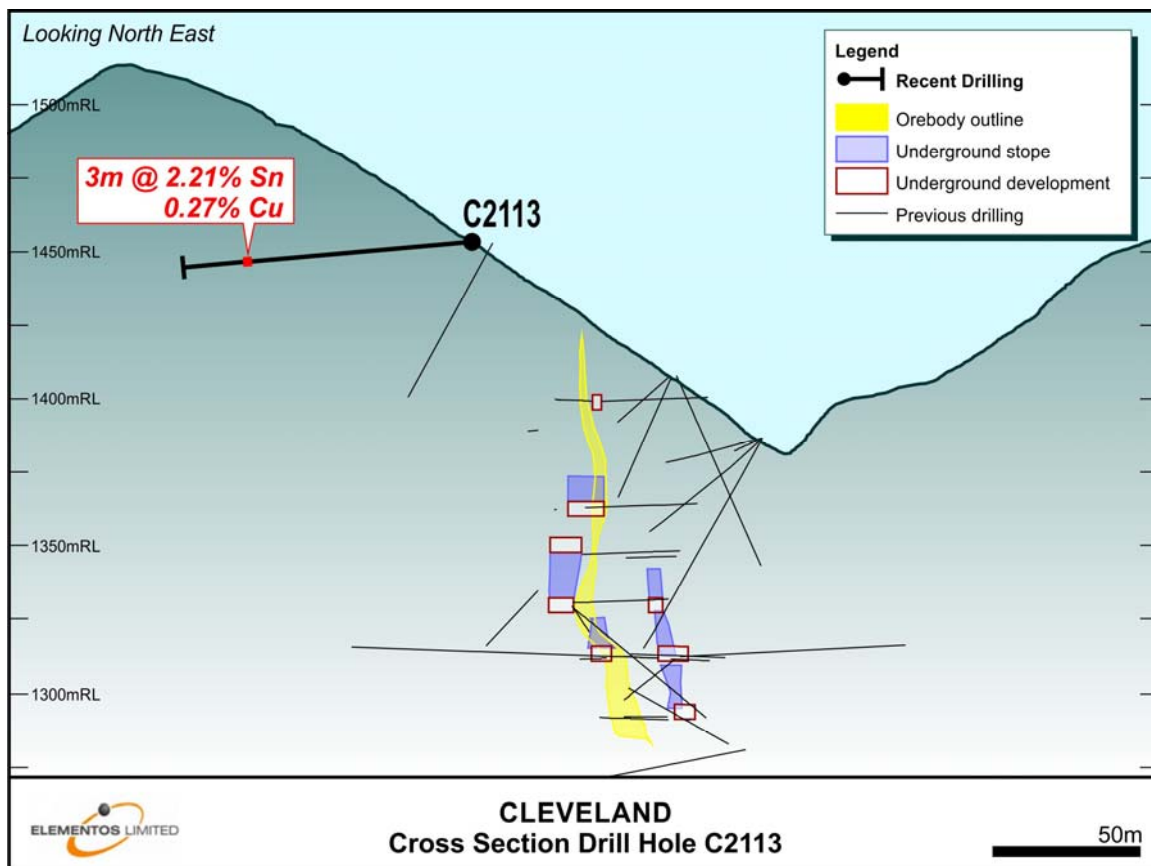 Looking North East
Legend
Recent Drilling
Orebody outline
Underground stope
Underground development
Previous drilling
1500mRL
3m @ 2.21% Sn
0.27% Cu
C2113
1450mRL
1400mRL
1350mRL
1300mRL
ELEMENTOS LIMITED
CLEVELAND
Cross Section Drill Hole C2113
50m